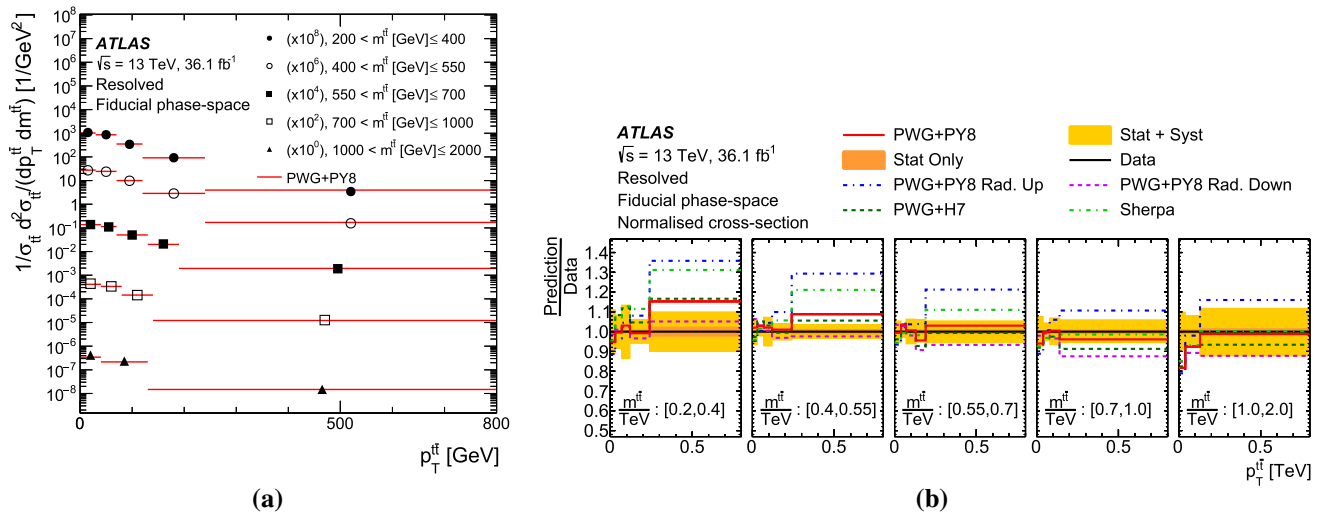 10⁸
10⁷
10⁶
10⁵
10⁴
10³
10²
10
1
10⁻¹
10⁻²
10⁻³
10⁻⁴
10⁻⁵
10⁻⁶
10⁻⁷
10⁻⁸
1/σ_tt̄ d²σ_tt̄/(dp_T^tt̄ dm^tt̄) [1/GeV²]
ATLAS
√s = 13 TeV, 36.1 fb¹
Resolved
Fiducial phase-space
(x10⁸), 200 < m^tt̄ [GeV]≤ 400
(x10⁶), 400 < m^tt̄ [GeV]≤ 550
(x10⁴), 550 < m^tt̄ [GeV]≤ 700
(x10²), 700 < m^tt̄ [GeV]≤ 1000
(x10⁰), 1000 < m^tt̄ [GeV]≤ 2000
PWG+PY8
0 500 800
p_T^tt̄ [GeV]
(a)
ATLAS
√s = 13 TeV, 36.1 fb¹
Resolved
Fiducial phase-space
Normalised cross-section
PWG+PY8
Stat Only
PWG+PY8 Rad. Up
PWG+H7
Stat + Syst
Data
PWG+PY8 Rad. Down
Sherpa
Prediction
Data
1.4
1.3
1.2
1.1
1.0
0.9
0.8
0.7
0.6
0.5
m^tt̄/TeV : [0.2,0.4]
m^tt̄/TeV : [0.4,0.55]
m^tt̄/TeV : [0.55,0.7]
m^tt̄/TeV : [0.7,1.0]
m^tt̄/TeV : [1.0,2.0]
0 0.5 0 0.5 0 0.5 0 0.5 0 0.5
p_T^tt̄ [TeV]
(b)